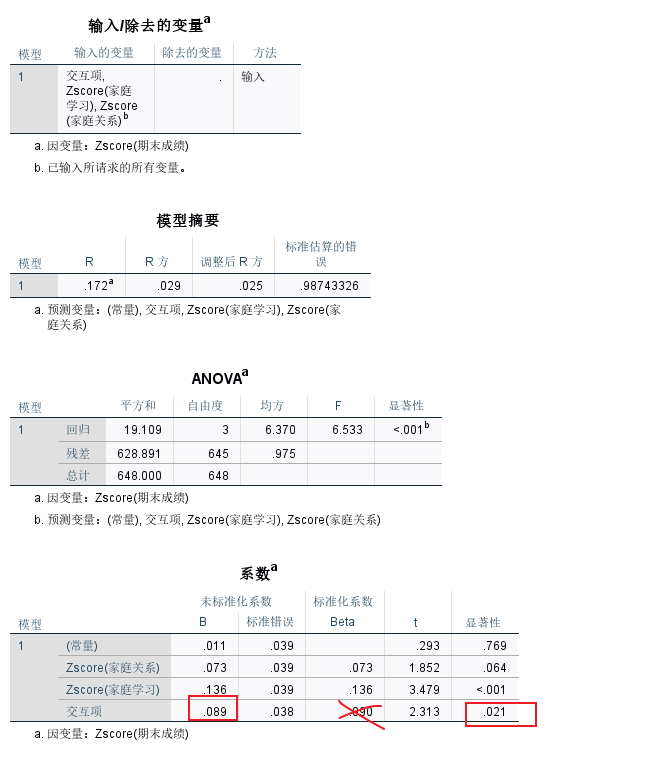 输入/除去的变量a
模型 输入的变量 除去的变量 方法
1 交互项, . 输入
Zscore(家庭
学习), Zscore
(家庭关系)b
a. 因变量：Zscore(期末成绩)
b. 已输入所请求的所有变量。
模型摘要
标准估算的错
模型 R R 方 调整后 R 方 误
1 .172a .029 .025 .98743326
a. 预测变量：(常量), 交互项, Zscore(家庭学习), Zscore(家
庭关系)
ANOVAa
模型 平方和 自由度 均方 F 显著性
1 回归 19.109 3 6.370 6.533 <.001b
残差 628.891 645 .975
总计 648.000 648
a. 因变量：Zscore(期末成绩)
b. 预测变量：(常量), 交互项, Zscore(家庭学习), Zscore(家庭关系)
系数a
未标准化系数 标准化系数
模型 B 标准错误 Beta t 显著性
1 (常量) .011 .039 .293 .769
Zscore(家庭关系) .073 .039 .073 1.852 .064
Zscore(家庭学习) .136 .039 .136 3.479 <.001
交互项 .089 .038 .090 2.313 .021
a. 因变量：Zscore(期末成绩)